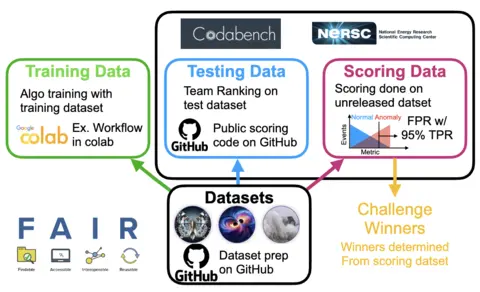 Codabench
NERSC
National Energy Research
Scientific Computing Center
Training Data
Algo training with
training dataset
Google
colab
Ex. Workflow
in colab
Testing Data
Team Ranking on
test dataset
GitHub
Public scoring
code on GitHub
Scoring Data
Scoring done on
unreleased datset
Normal Anomaly
Events
Metric
FPR w/
95% TPR
Datasets
GitHub
Dataset prep
on GitHub
Challenge
Winners
Winners determined
From scoring datset
F A I R
Findable
Accessible
Interoperable
Reusable